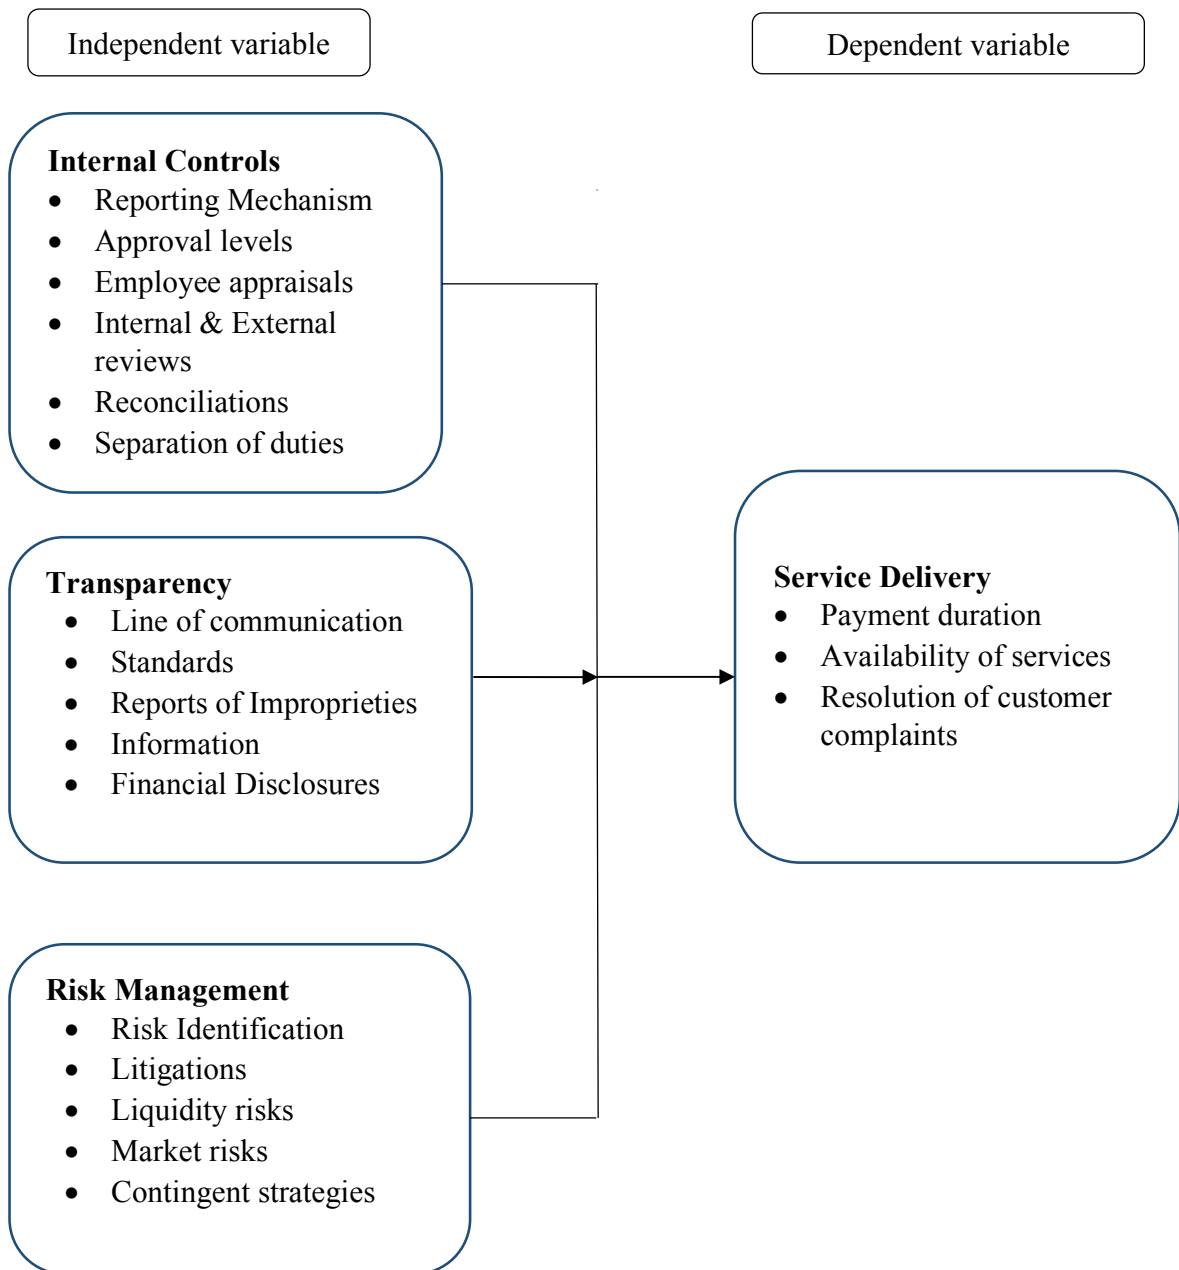 Independent variable
Dependent variable
Internal Controls
• Reporting Mechanism
• Approval levels
• Employee appraisals
• Internal & External
reviews
• Reconciliations
• Separation of duties
Transparency
• Line of communication
• Standards
• Reports of Improprieties
• Information
• Financial Disclosures
Service Delivery
• Payment duration
• Availability of services
• Resolution of customer
complaints
Risk Management
• Risk Identification
• Litigations
• Liquidity risks
• Market risks
• Contingent strategies